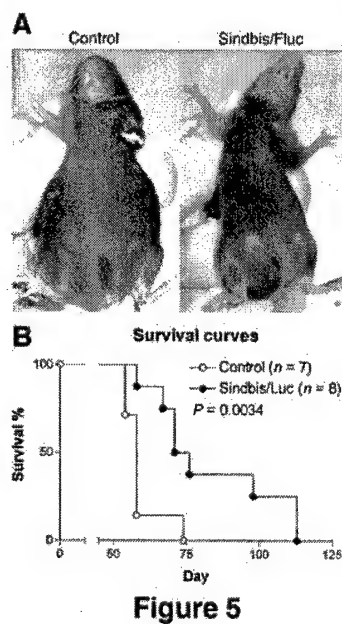 A
Control Sindbis/Fluc
B
Survival curves
Control (n = 7)
Sindbis/Luc (n = 8)
P = 0.0034
100
50
0
Survival %
0 50 75 100 125
Day
Figure 5